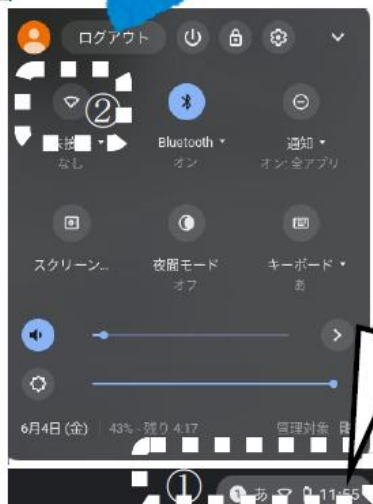 ログアウト
②
Bluetooth
通知
なし
オン
オン: 全アプリ
スクリーン...
夜間モード
キーボード
オフ
あ
6月4日 (金)
43% - 残り 4:17
管理対象
①
あ
11:55